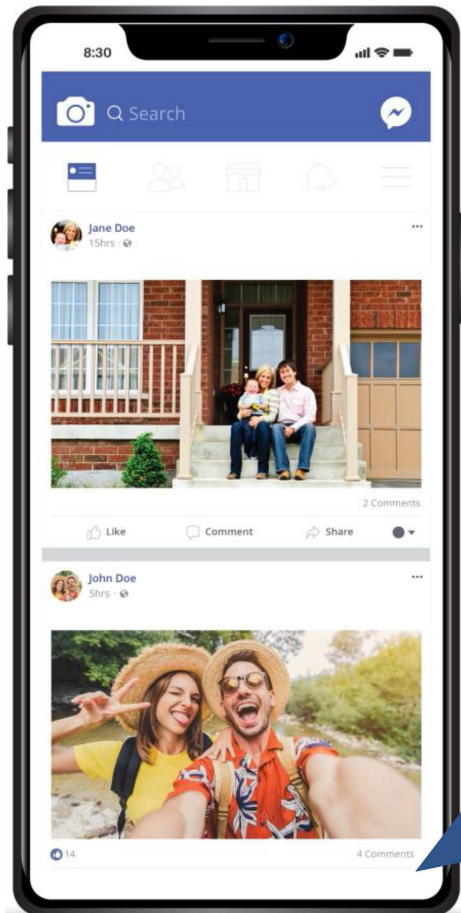 8:30
Search
Jane Doe
15hrs ·
2 Comments
Like Comment Share
John Doe
5hrs ·
14 4 Comments